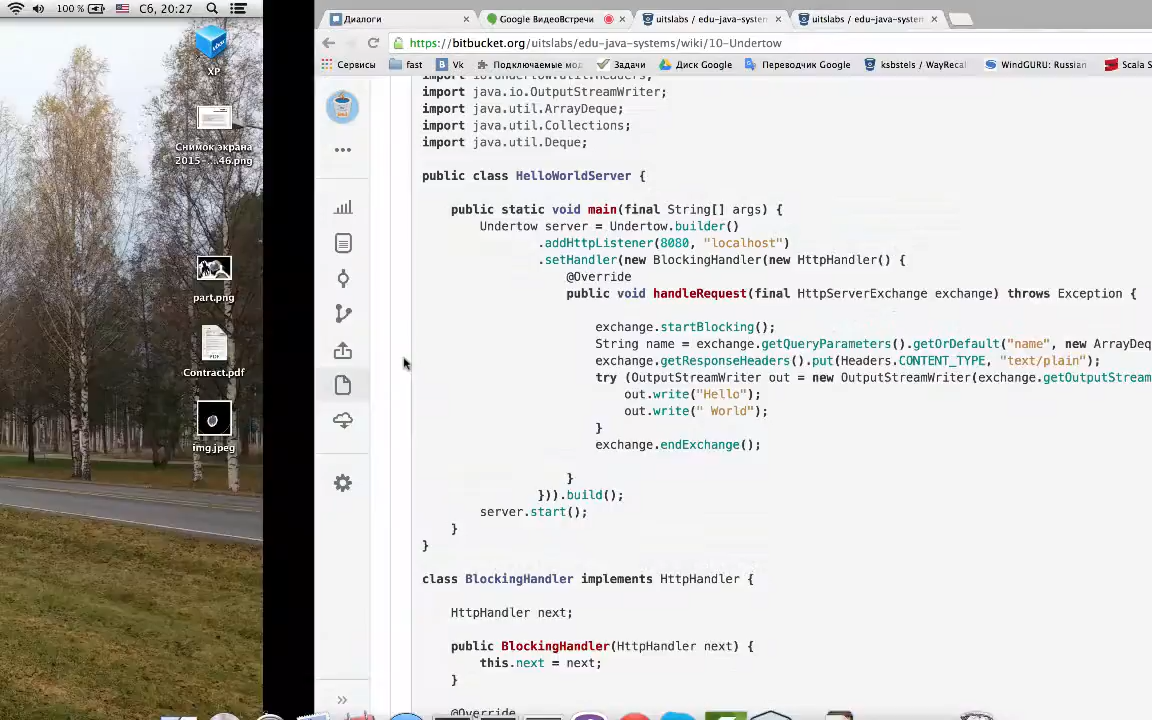 100 %
Сб, 20:27
Диалоги
Google ВидеоВстречи
uitslabs / edu-java-system
uitslabs / edu-java-system
https://bitbucket.org/uitslabs/edu-java-systems/wiki/10-Undertow
Сервисы
fast
Vk
Подключаемые мод
Задачи
Диск Google
Переводчик Google
ksbstels / WayRecal
WindGURU: Russian
Scala S
XP
Снимок экрана
2015-...46.png
part.png
Contract.pdf
img.jpeg
import io.undertow.util.Headers;
import java.io.OutputStreamWriter;
import java.util.ArrayDeque;
import java.util.Collections;
import java.util.Deque;
public class HelloWorldServer {
public static void main(final String[] args) {
Undertow server = Undertow.builder()
.addHttpListener(8080, "localhost")
.setHandler(new BlockingHandler(new HttpHandler() {
@Override
public void handleRequest(final HttpServerExchange exchange) throws Exception {
exchange.startBlocking();
String name = exchange.getQueryParameters().getOrDefault("name", new ArrayDeq
exchange.getResponseHeaders().put(Headers.CONTENT_TYPE, "text/plain");
try (OutputStreamWriter out = new OutputStreamWriter(exchange.getOutputStream
out.write("Hello");
out.write(" World");
}
exchange.endExchange();
}
})).build();
server.start();
}
}
class BlockingHandler implements HttpHandler {
HttpHandler next;
public BlockingHandler(HttpHandler next) {
this.next = next;
}
@Override